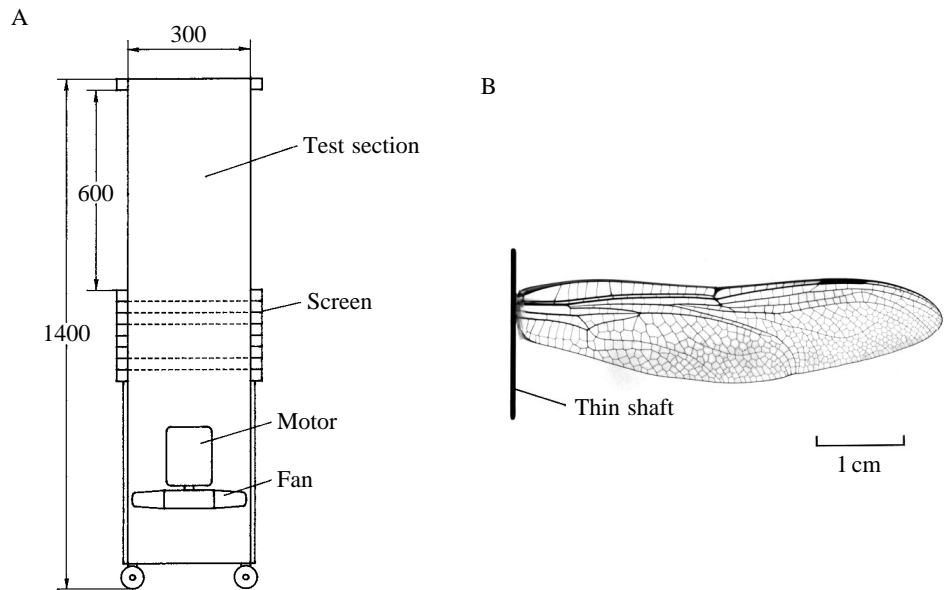 A
300
B
Test section
600
Screen
1400
Thin shaft
Motor
1 cm
Fan